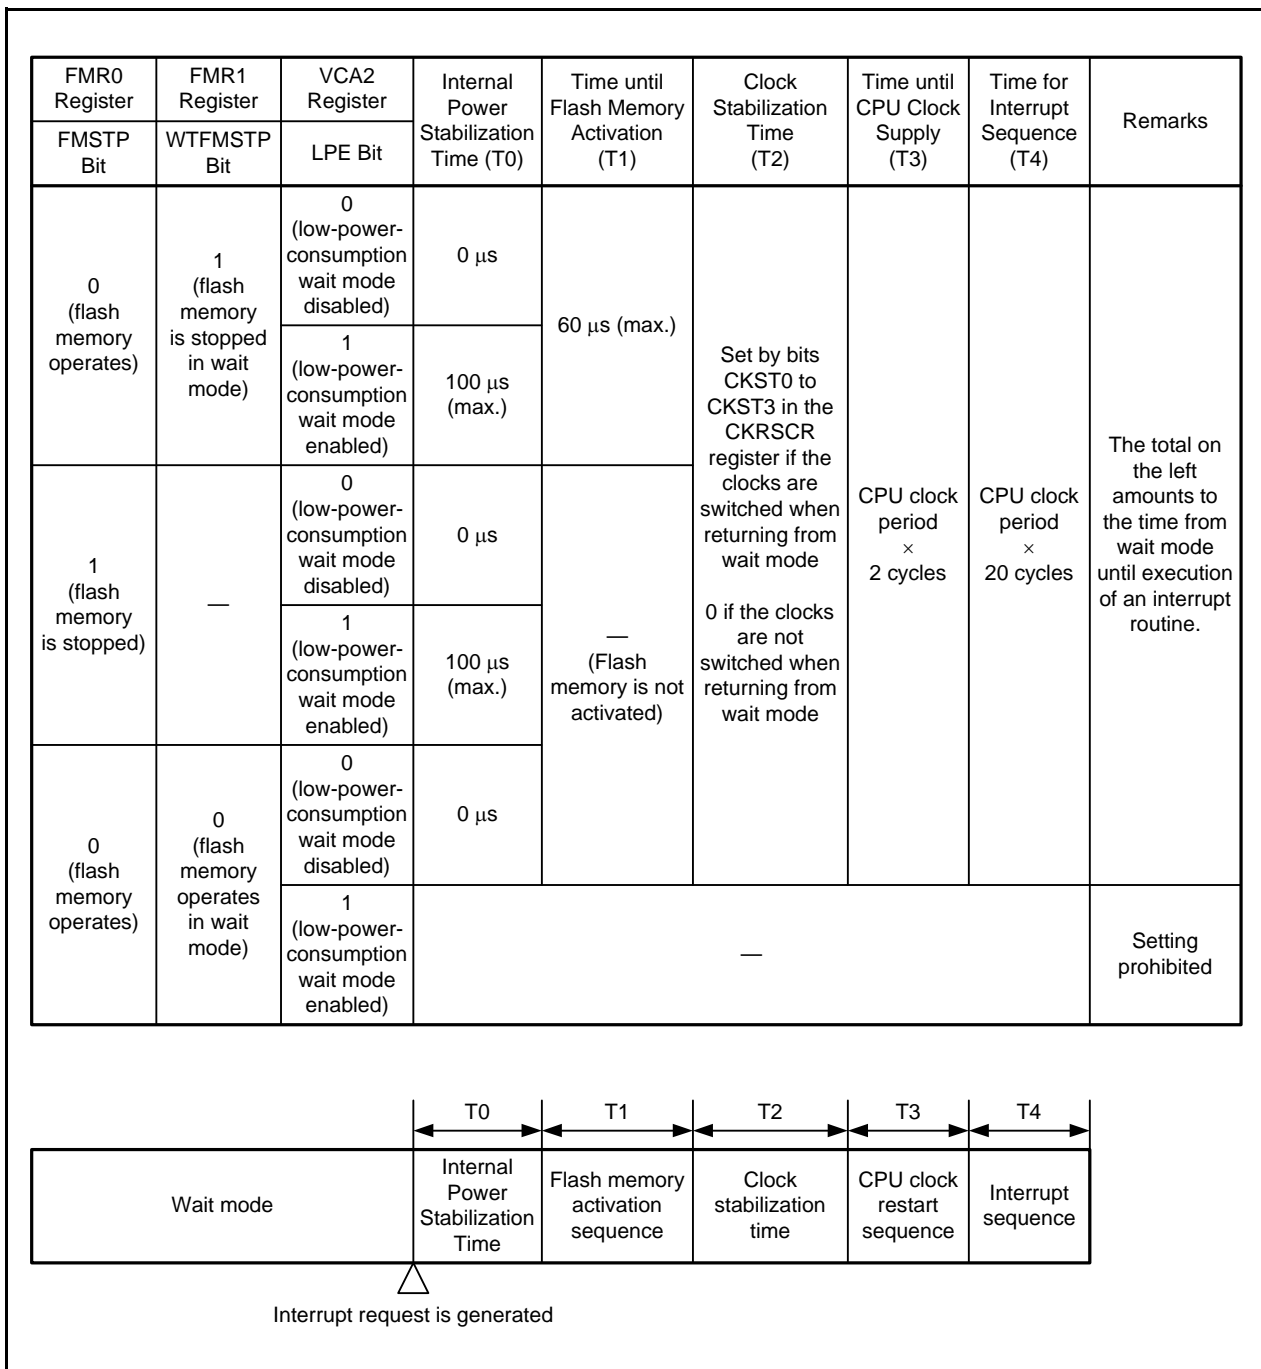 FMR0
Register
FMR1
Register
VCA2
Register
Internal
Power
Stabilization
Time (T0)
Time until
Flash Memory
Activation
(T1)
Clock
Stabilization
Time
(T2)
Time until
CPU Clock
Supply
(T3)
Time for
Interrupt
Sequence
(T4)
Remarks
FMSTP
Bit
WTFMSTP
Bit
LPE Bit
0
(flash
memory
operates)
1
(flash
memory
is stopped
in wait
mode)
0
(low-power-
consumption
wait mode
disabled)
0 μs
60 μs (max.)
Set by bits
CKST0 to
CKST3 in the
CKRSCR
register if the
clocks are
switched when
returning from
wait mode
0 if the clocks
are not
switched when
returning from
wait mode
CPU clock
period
×
2 cycles
CPU clock
period
×
20 cycles
The total on
the left
amounts to
the time from
wait mode
until execution
of an interrupt
routine.
1
(low-power-
consumption
wait mode
enabled)
100 μs
(max.)
1
(flash
memory
is stopped)
—
0
(low-power-
consumption
wait mode
disabled)
0 μs
—
(Flash
memory is not
activated)
1
(low-power-
consumption
wait mode
enabled)
100 μs
(max.)
0
(flash
memory
operates)
0
(flash
memory
operates
in wait
mode)
0
(low-power-
consumption
wait mode
disabled)
0 μs
1
(low-power-
consumption
wait mode
enabled)
—
Setting
prohibited
T0
T1
T2
T3
T4
Wait mode
Internal
Power
Stabilization
Time
Flash memory
activation
sequence
Clock
stabilization
time
CPU clock
restart
sequence
Interrupt
sequence
Interrupt request is generated